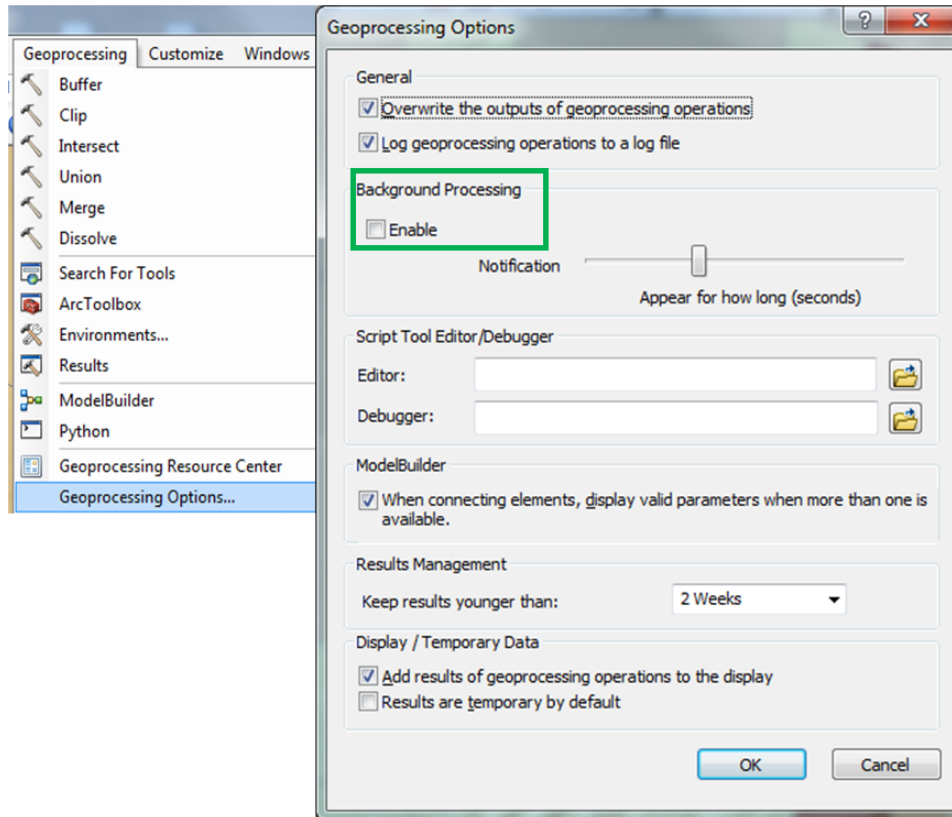 Geoprocessing Customize Windows
Buffer
Clip
Intersect
Union
Merge
Dissolve
Search For Tools
ArcToolbox
Environments...
Results
ModelBuilder
Python
Geoprocessing Resource Center
Geoprocessing Options...
Geoprocessing Options
General
Overwrite the outputs of geoprocessing operations
Log geoprocessing operations to a log file
Background Processing
Enable
Notification
Appear for how long (seconds)
Script Tool Editor/Debugger
Editor:
Debugger:
ModelBuilder
When connecting elements, display valid parameters when more than one is
available.
Results Management
Keep results younger than: 2 Weeks
Display / Temporary Data
Add results of geoprocessing operations to the display
Results are temporary by default
OK Cancel